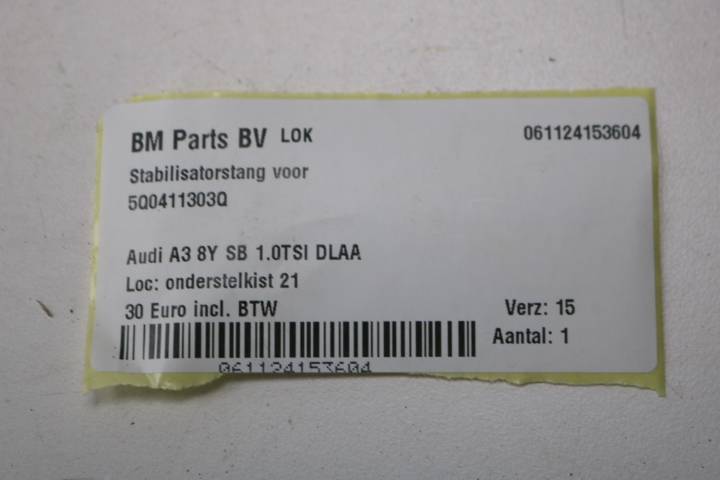 BM Parts BV LOK 061124153604
Stabilisatorstang voor
5Q0411303Q
Audi A3 8Y SB 1.0TSI DLAA
Loc: onderstelkist 21
30 Euro incl. BTW Verz: 15
Aantal: 1
061124153604